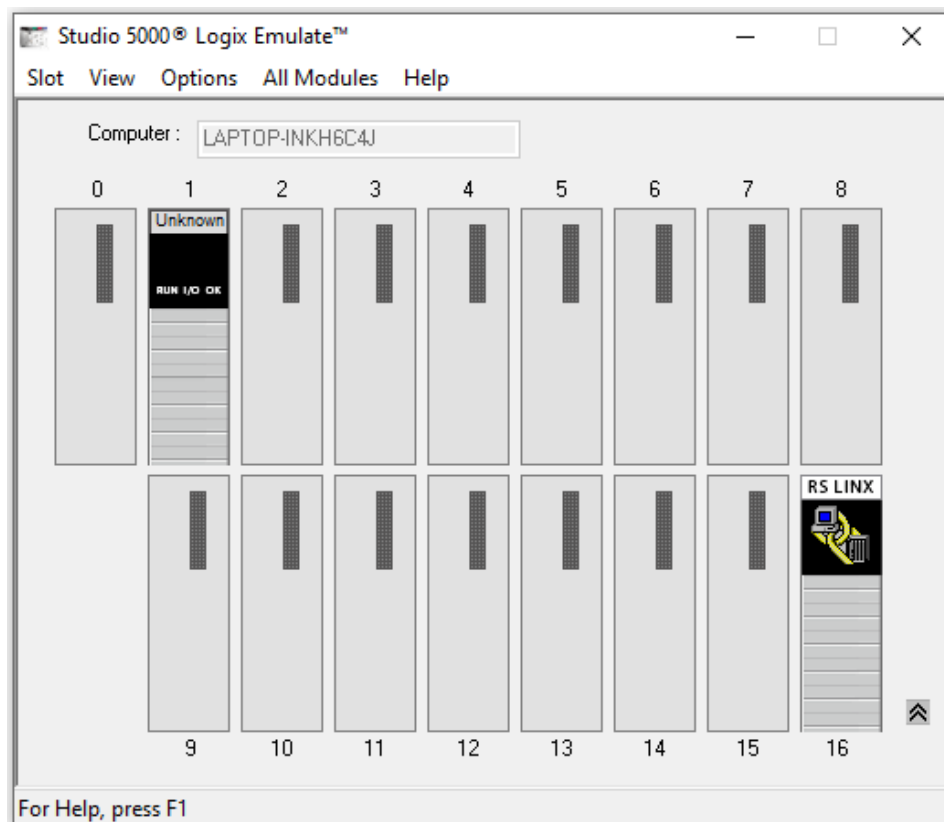 Studio 5000® Logix Emulate™
Slot View Options All Modules Help
Computer : LAPTOP-INKH6C4J
0 1 2 3 4 5 6 7 8
Unknown
RUN I/O OK
RS LINX
9 10 11 12 13 14 15 16
For Help, press F1